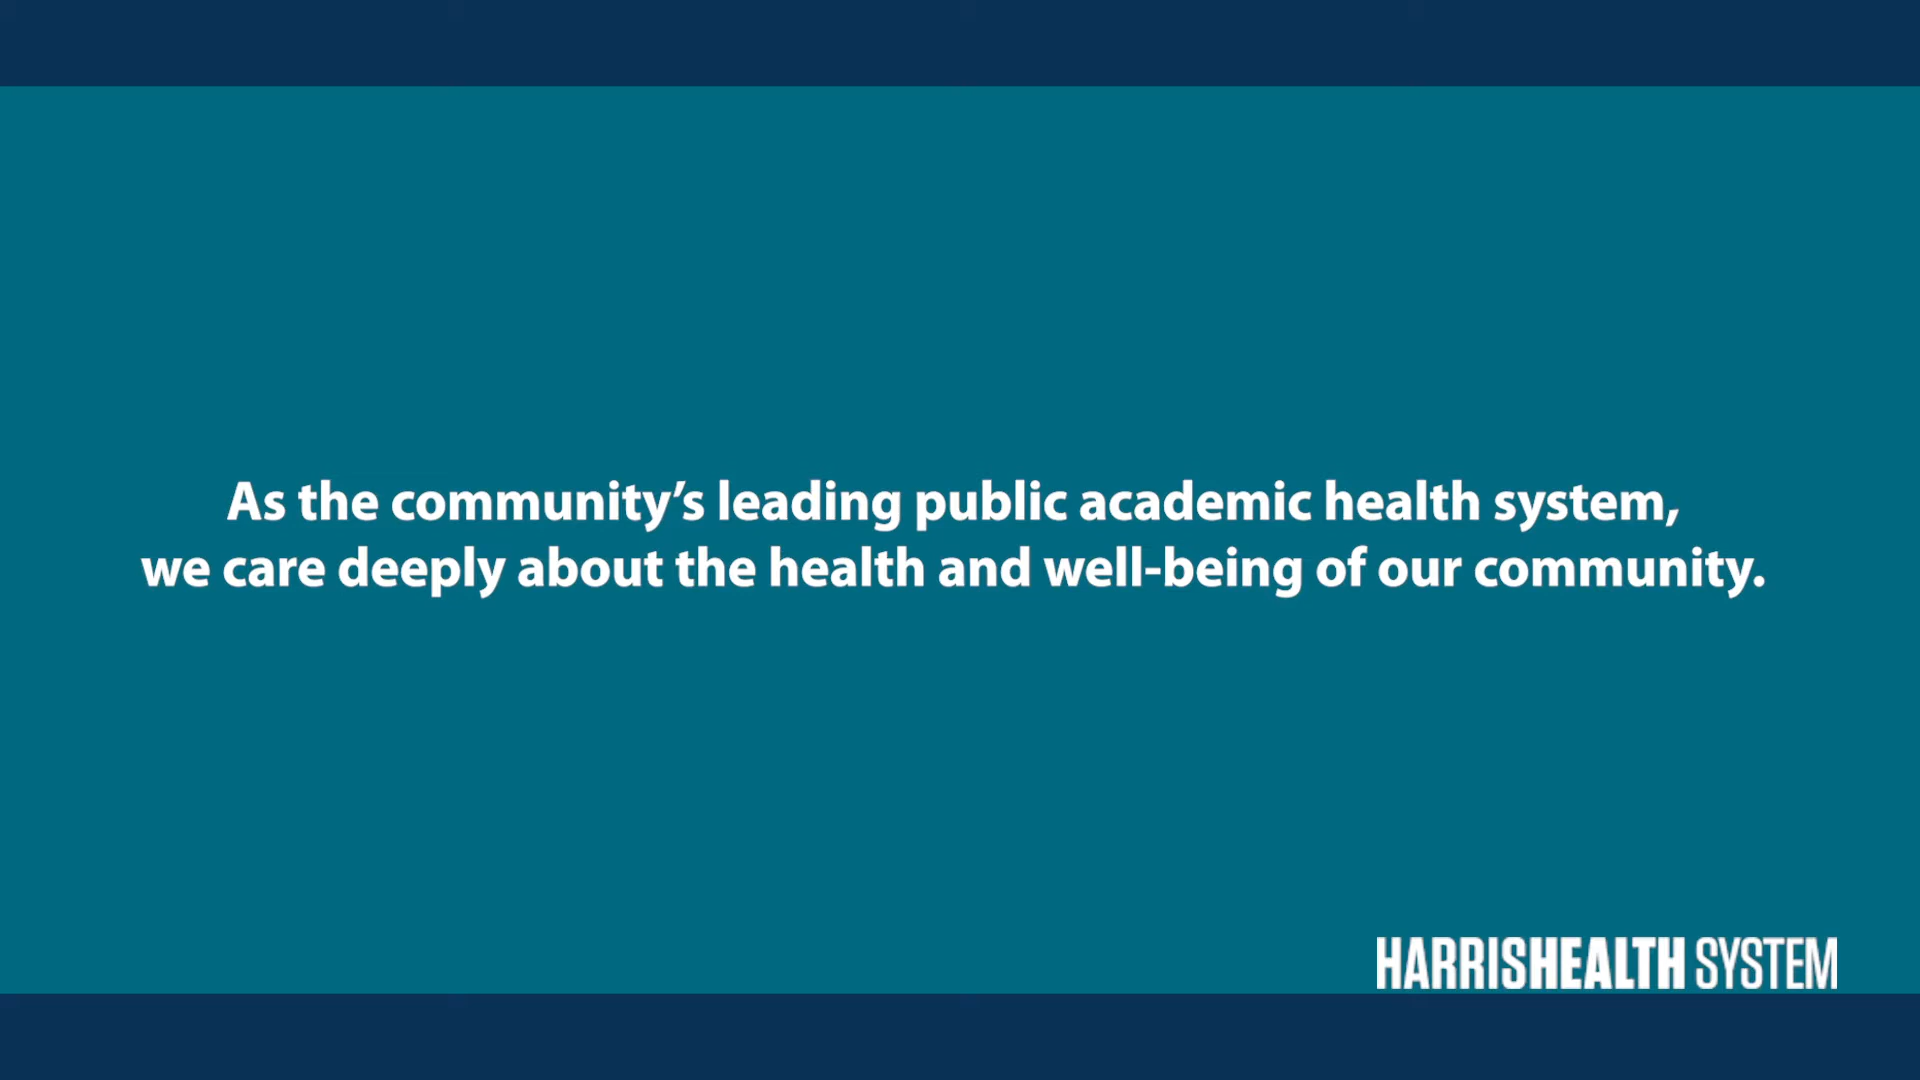 As the community’s leading public academic health system,
we care deeply about the health and well-being of our community.
HARRISHEALTH SYSTEM